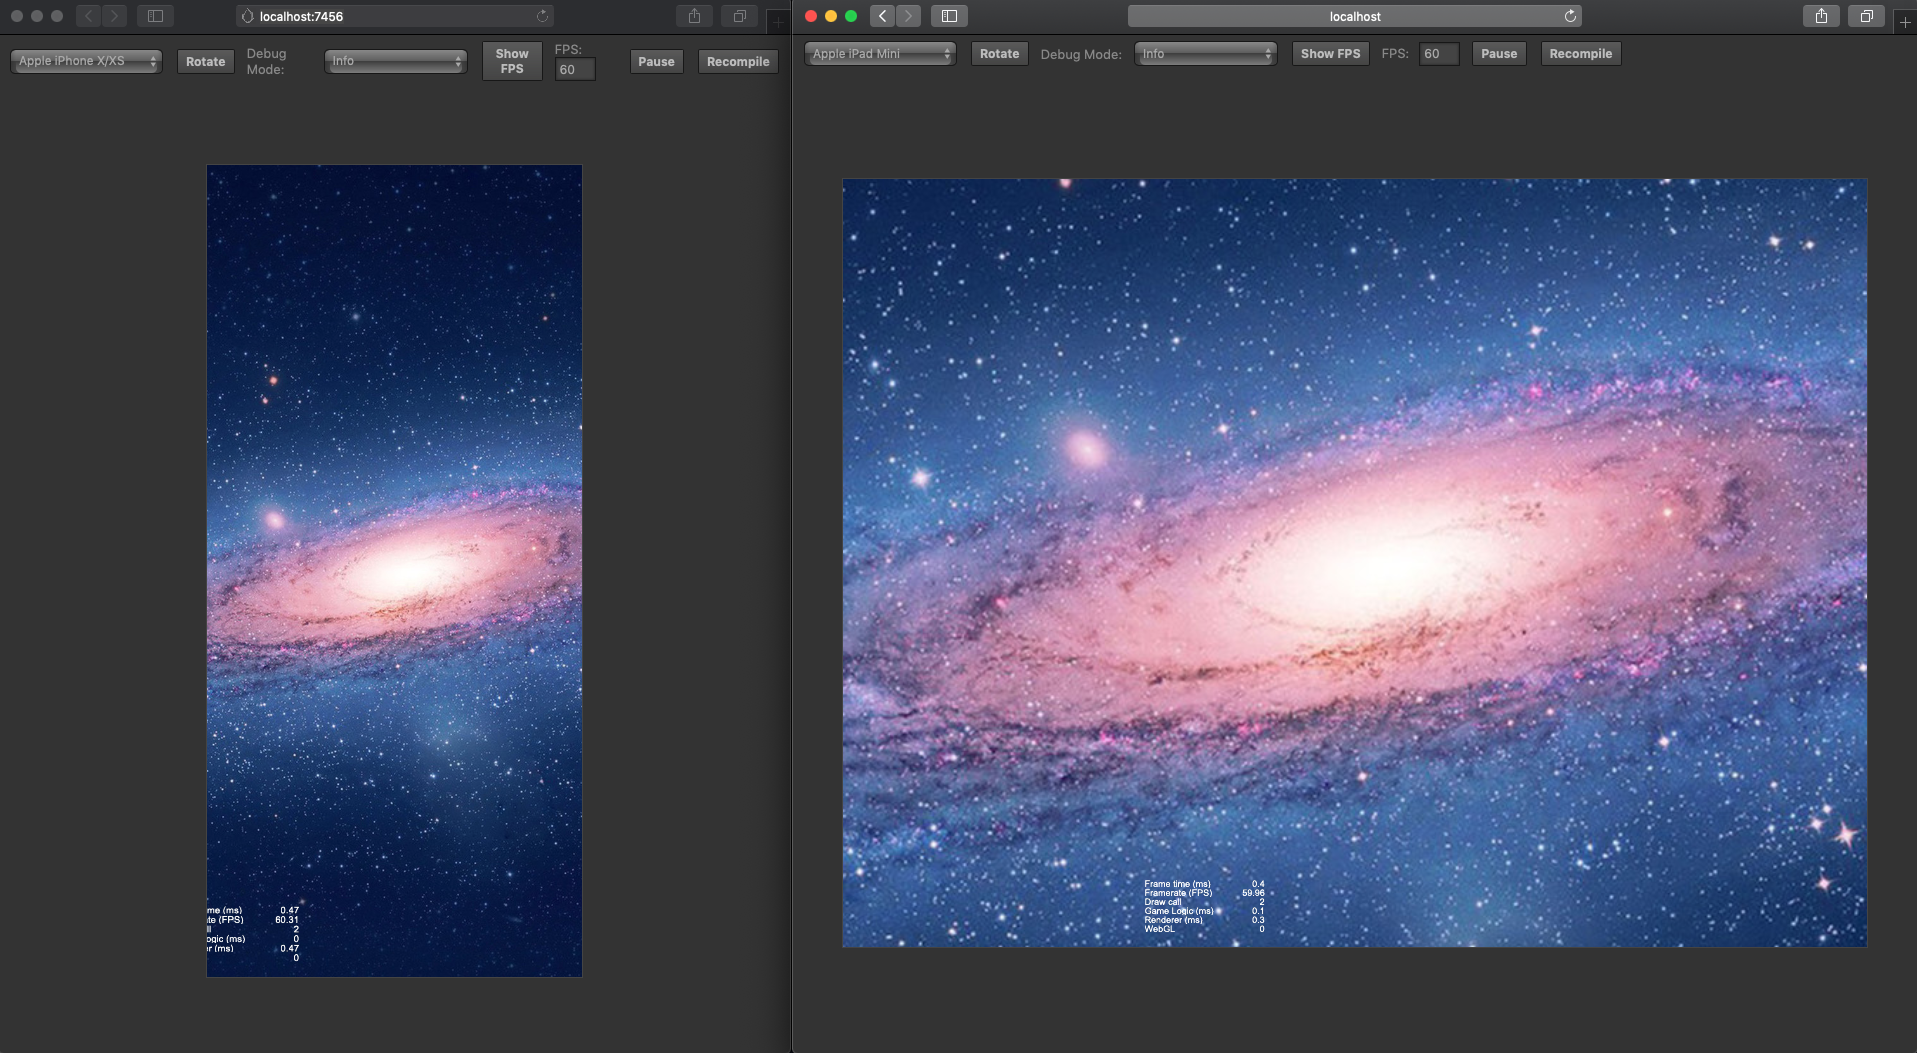 localhost:7456
Apple iPhone X/XS
Rotate
Debug
Mode:
Info
Show
FPS
FPS:
60
Pause
Recompile
me (ms) 0.47
te (FPS) 60.31
ll 2
ogic (ms) 0
r (ms) 0.47
0
localhost
Apple iPad Mini
Rotate
Debug Mode:
Info
Show FPS
FPS:
60
Pause
Recompile
Frame time (ms) 0.4
Framerate (FPS) 59.96
Draw call 2
Game Logic (ms) 0.1
Renderer (ms) 0.3
WebGL 0